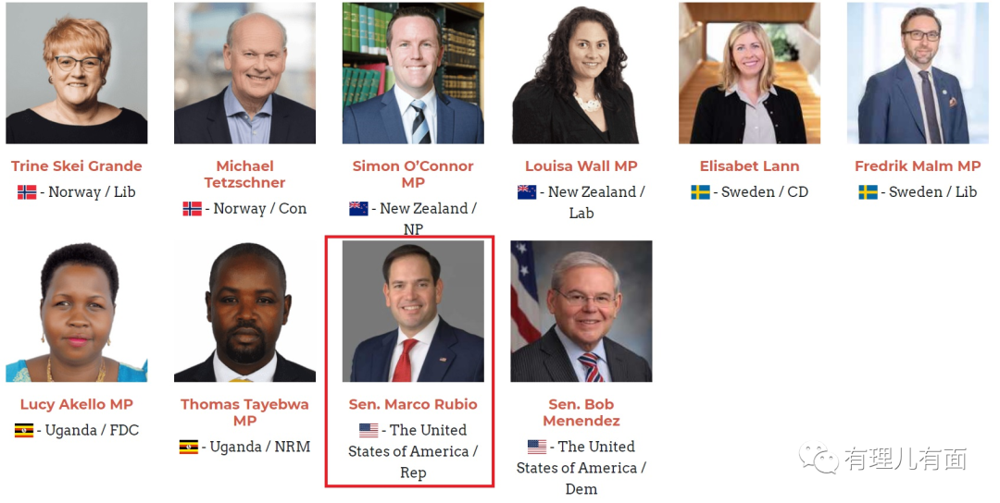 Trine Skei Grande
- Norway / Lib
Michael
Tetzschner
- Norway / Con
Simon O’Connor
MP
- New Zealand /
NP
Louisa Wall MP
- New Zealand /
Lab
Elisabet Lann
- Sweden / CD
Fredrik Malm MP
- Sweden / Lib
Lucy Akello MP
- Uganda / FDC
Thomas Tayebwa
MP
- Uganda / NRM
Sen. Marco Rubio
- The United
States of America /
Rep
Sen. Bob
Menendez
- The United
States of America /
Dem
有理儿有面